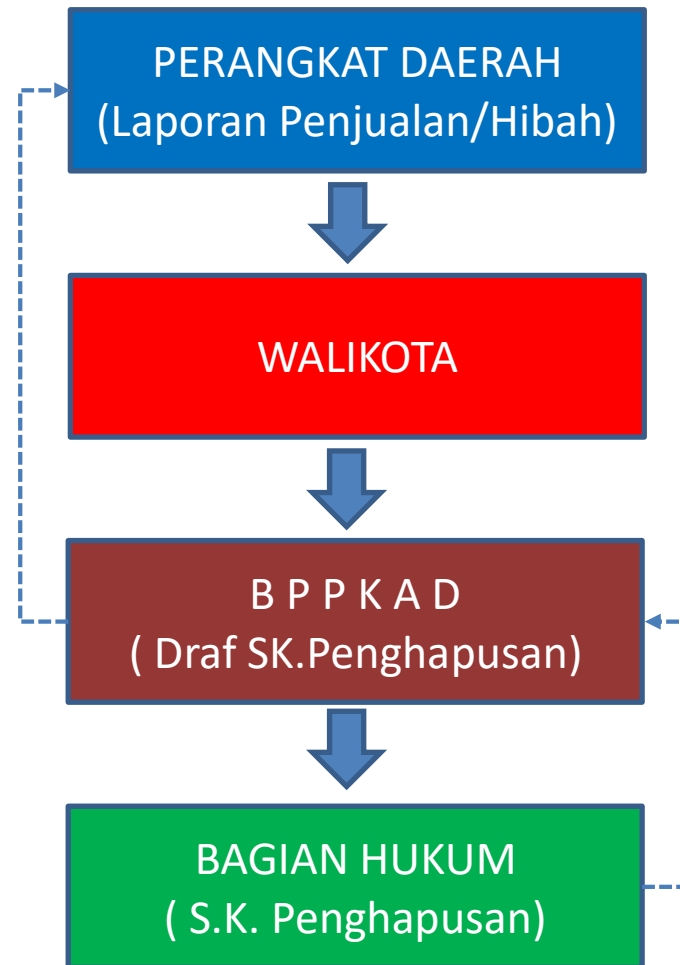 PERANGKAT DAERAH
(Laporan Penjualan/Hibah)
WALIKOTA
B P P K A D
( Draf SK.Penghapusan)
BAGIAN HUKUM
( S.K. Penghapusan)